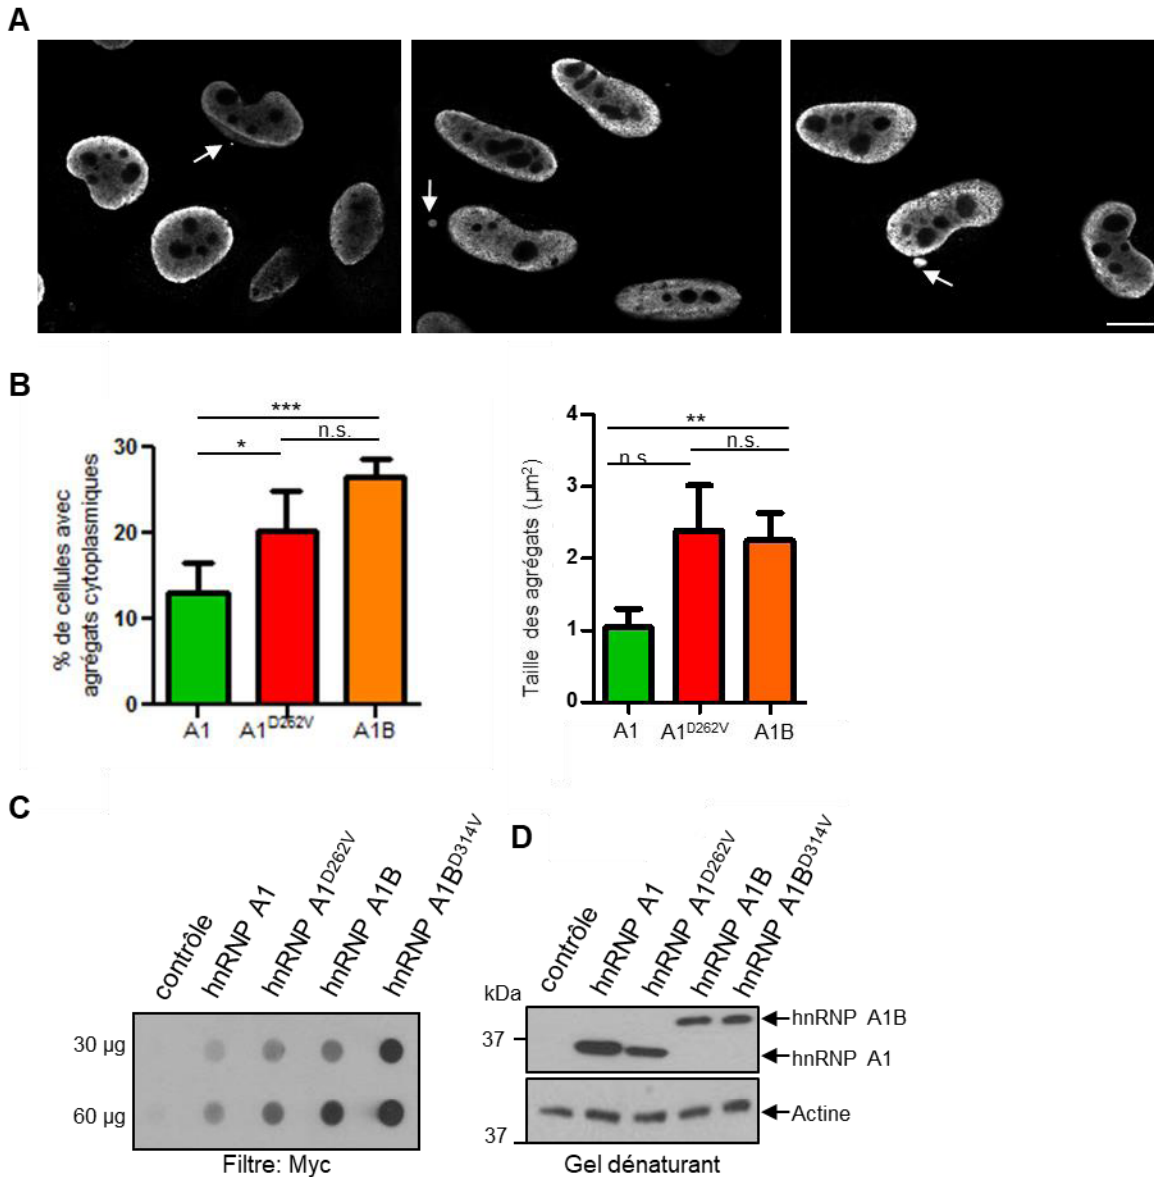 A
B
***
n.s.
*
% de cellules avec
agrégats cytoplasmiques
30
20
10
0
A1
A1D262V
A1B
**
n.s.
n.s
Taille des agrégats (µm²)
4
3
2
1
0
A1
A1D262V
A1B
C
contrôle
hnRNP A1
hnRNP A1D262V
hnRNP A1B
hnRNP A1BD314V
30 µg
60 µg
Filtre: Myc
D
contrôle
hnRNP A1
hnRNP A1D262V
hnRNP A1B
hnRNP A1BD314V
kDa
37
hnRNP A1B
hnRNP A1
Actine
37
Gel dénaturant